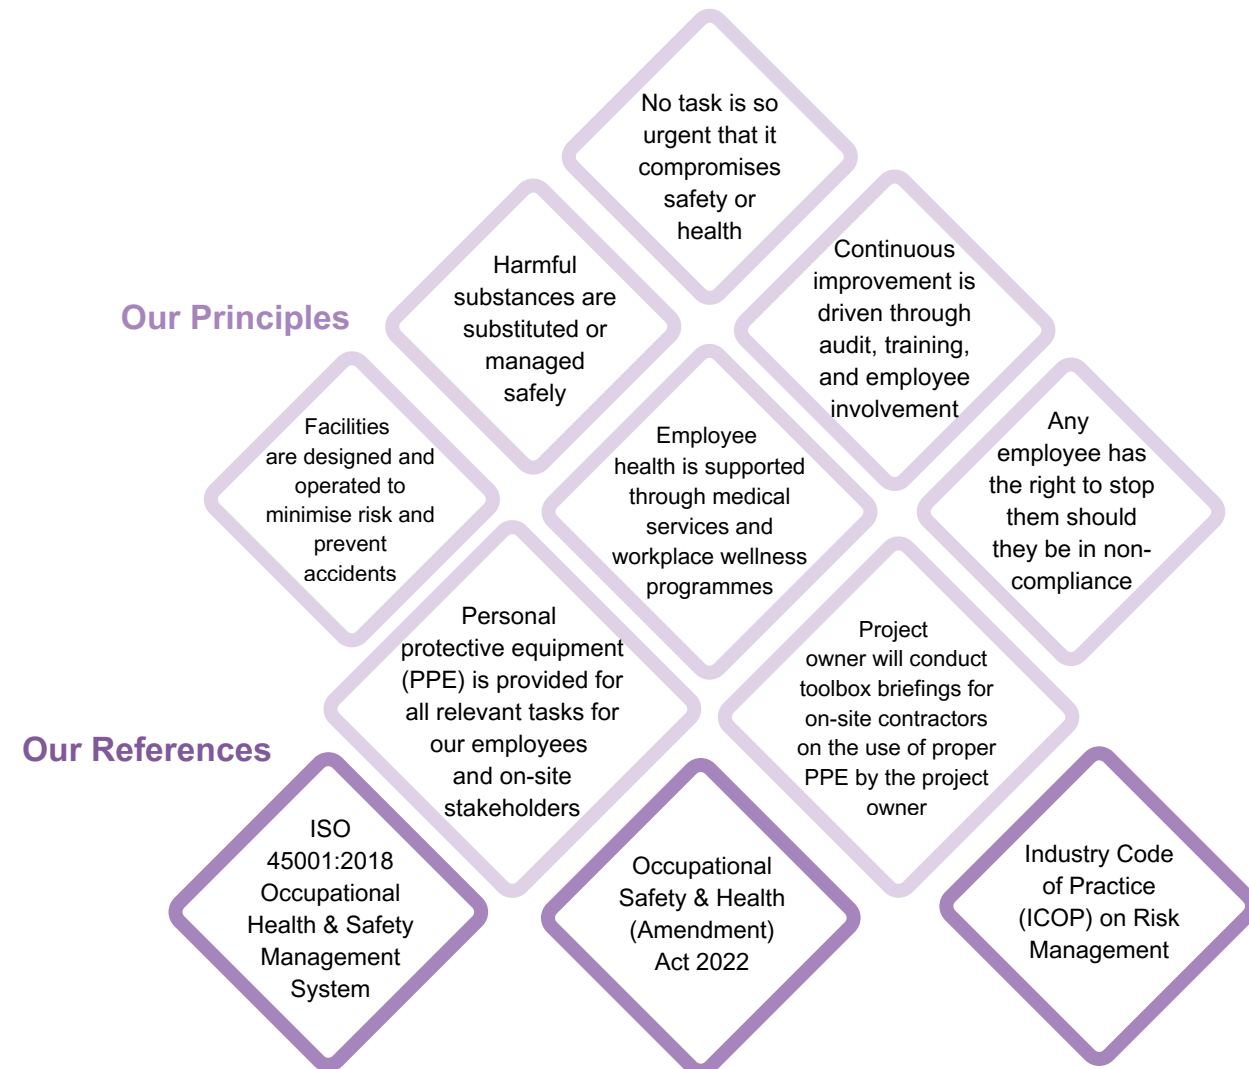 No task is so
urgent that it
compromises
safety or
health
Our Principles
Harmful
substances are
substituted or
managed
safely
Continuous
improvement is
driven through
audit, training,
and employee
involvement
Facilities
are designed and
operated to
minimise risk and
prevent
accidents
Employee
health is supported
through medical
services and
workplace wellness
programmes
Any
employee has
the right to stop
them should
they be in non-
compliance
Personal
protective equipment
(PPE) is provided for
all relevant tasks for
our employees
and on-site
stakeholders
Project
owner will conduct
toolbox briefings for
on-site contractors
on the use of proper
PPE by the project
owner
Our References
ISO
45001:2018
Occupational
Health & Safety
Management
System
Occupational
Safety & Health
(Amendment)
Act 2022
Industry Code
of Practice
(ICOP) on Risk
Management